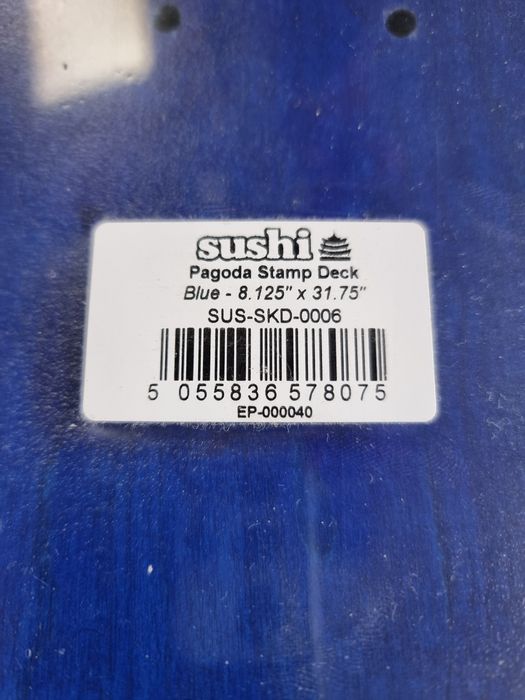 sushi
Pagoda Stamp Deck
Blue - 8.125" x 31.75"
SUS-SKD-0006
5 055836 578075
EP-000040